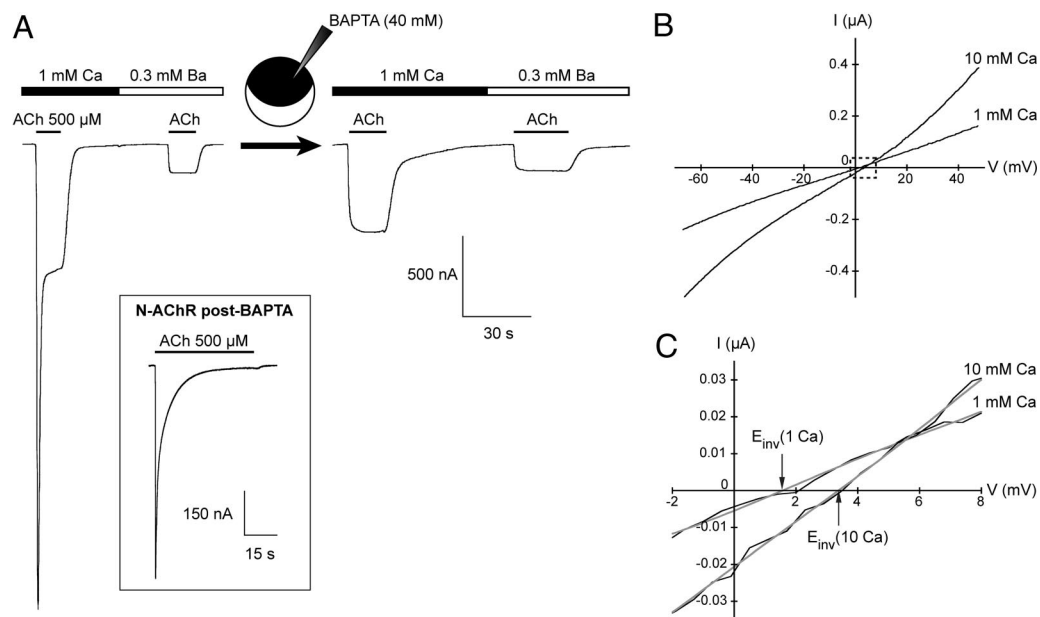 A
BAPTA (40 mM)
1 mM Ca
0.3 mM Ba
1 mM Ca
0.3 mM Ba
ACh 500 µM
ACh
ACh
ACh
500 nA
30 s
N-AChR post-BAPTA
ACh 500 µM
150 nA
15 s
B
I (µA)
10 mM Ca
1 mM Ca
0.4
0.2
0
-0.2
-0.4
-60
-40
-20
20
40
V (mV)
C
I (µA)
10 mM Ca
1 mM Ca
0.03
0.02
0.01
0
-0.01
-0.02
-0.03
Einv(1 Ca)
-2
2
4
6
8
V (mV)
Einv(10 Ca)